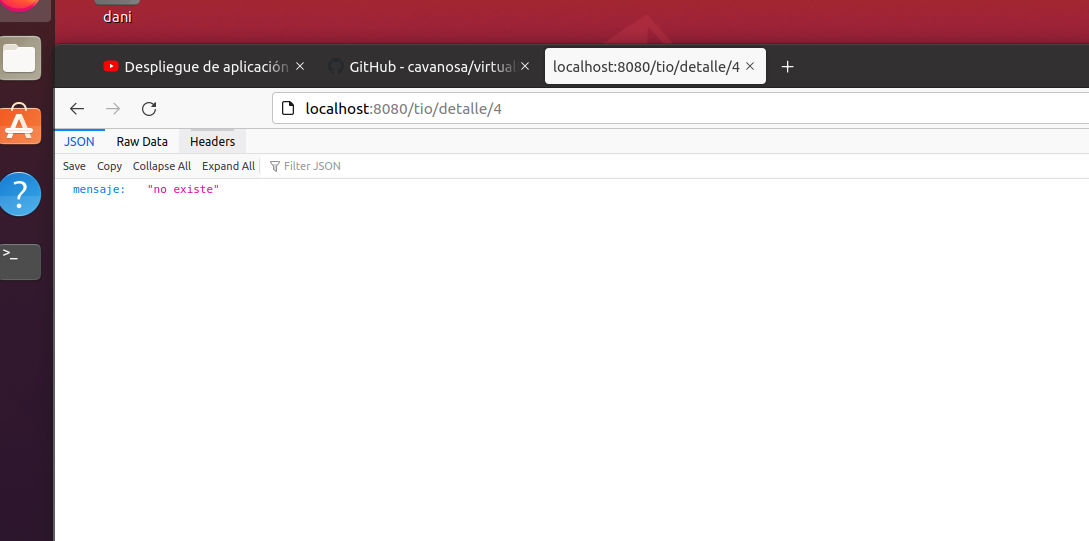 dani
Despliegue de aplicación
GitHub - cavanosa/virtual
localhost:8080/tio/detalle/4
localhost:8080/tio/detalle/4
JSON Raw Data Headers
Save Copy Collapse All Expand All Filter JSON
mensaje: "no existe"